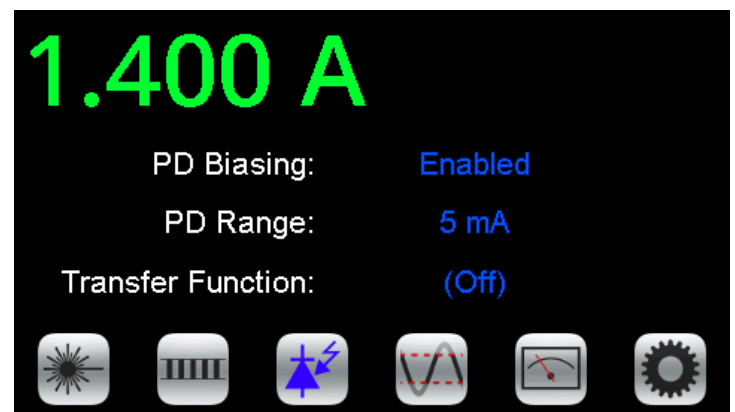 1.400 A
PD Biasing: Enabled
PD Range: 5 mA
Transfer Function: (Off)